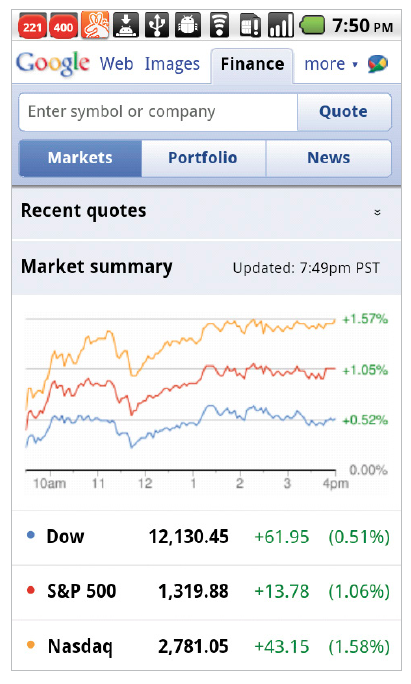 221 400 7:50 PM
Google Web Images Finance more
Enter symbol or company Quote
Markets Portfolio News
Recent quotes
Market summary Updated: 7:49pm PST
+1.57%
+1.05%
+0.52%
0.00%
10am 11 12 1 2 3 4pm
Dow 12,130.45 +61.95 (0.51%)
S&P 500 1,319.88 +13.78 (1.06%)
Nasdaq 2,781.05 +43.15 (1.58%)